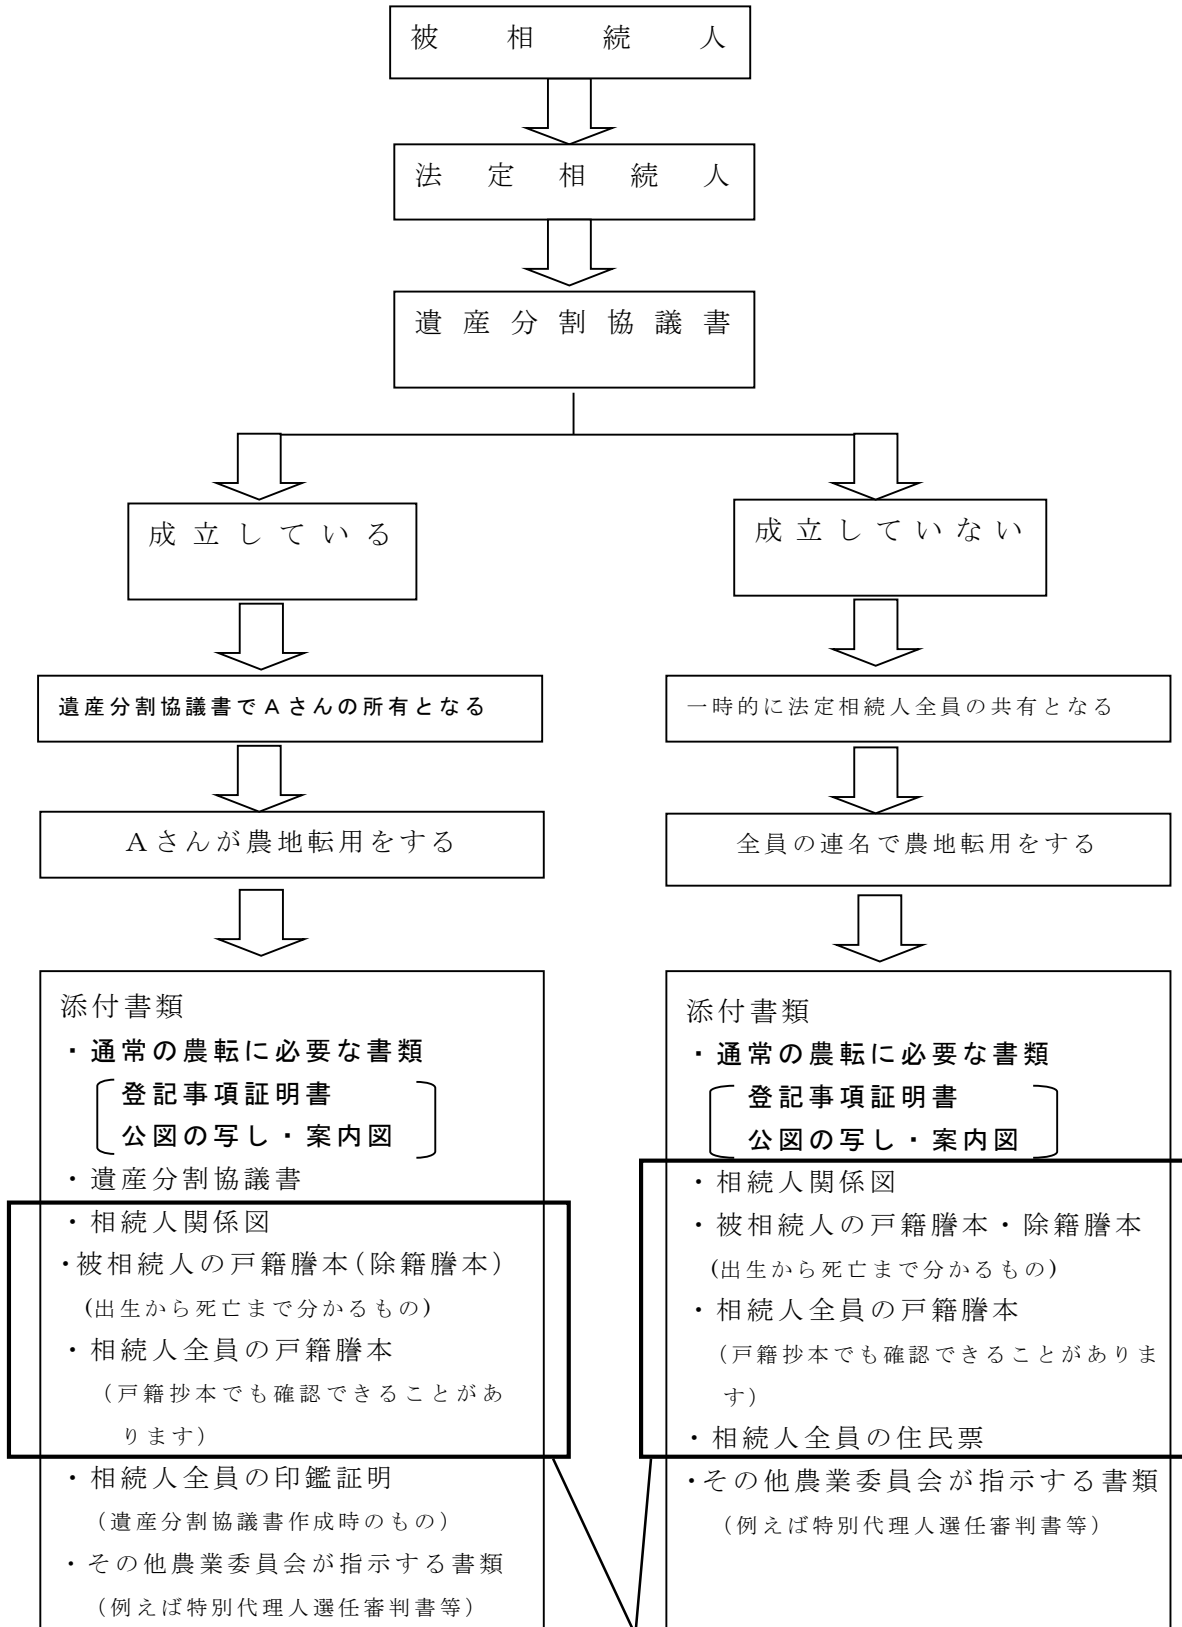 被相続人
法定相続人
遺産分割協議書
成立している
遺産分割協議書でAさんの所有となる
Aさんが農地転用をする
添付書類
・通常の農転に必要な書類
登記事項証明書
公図の写し・案内図
・遺産分割協議書
・相続人関係図
・被相続人の戸籍謄本(除籍謄本)
(出生から死亡まで分かるもの)
・相続人全員の戸籍謄本
(戸籍抄本でも確認できることがあ
ります)
・相続人全員の印鑑証明
(遺産分割協議書作成時のもの)
・その他農業委員会が指示する書類
(例えば特別代理人選任審判書等)
成立していない
一時的に法定相続人全員の共有となる
全員の連名で農地転用をする
添付書類
・通常の農転に必要な書類
登記事項証明書
公図の写し・案内図
・相続人関係図
・被相続人の戸籍謄本・除籍謄本
(出生から死亡まで分かるもの)
・相続人全員の戸籍謄本
(戸籍抄本でも確認できることがありま
す)
・相続人全員の住民票
・その他農業委員会が指示する書類
(例えば特別代理人選任審判書等)